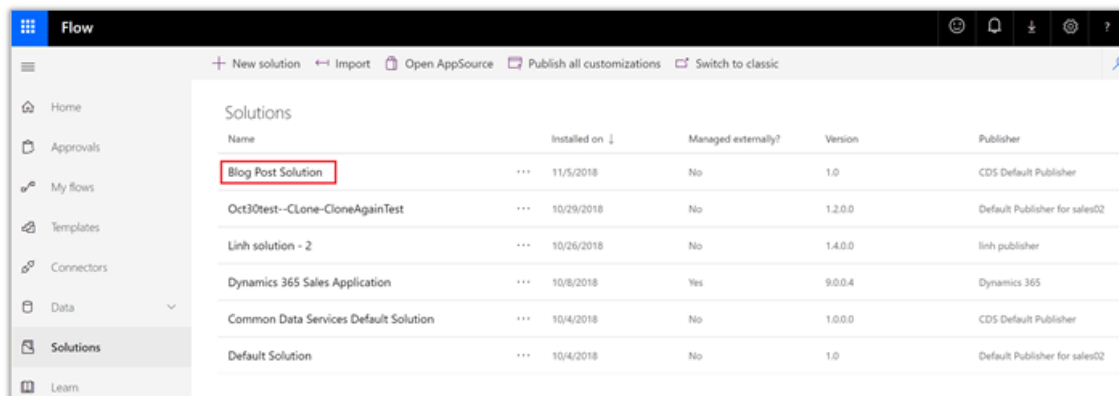 Flow ?
New solution Import Open AppSource Publish all customizations Switch to classic
Home
Approvals
My flows
Templates
Connectors
Data
Solutions
Learn
Solutions
Name Installed on ↓ Managed externally? Version Publisher
Blog Post Solution ... 11/5/2018 No 1.0 CDS Default Publisher
Oct30test--CLone-CloneAgainTest ... 10/29/2018 No 1.2.0.0 Default Publisher for sales02
Linh solution - 2 ... 10/26/2018 No 1.4.0.0 linh publisher
Dynamics 365 Sales Application ... 10/8/2018 Yes 9.0.0.4 Dynamics 365
Common Data Services Default Solution ... 10/4/2018 No 1.0.0.0 CDS Default Publisher
Default Solution ... 10/4/2018 No 1.0 Default Publisher for sales02